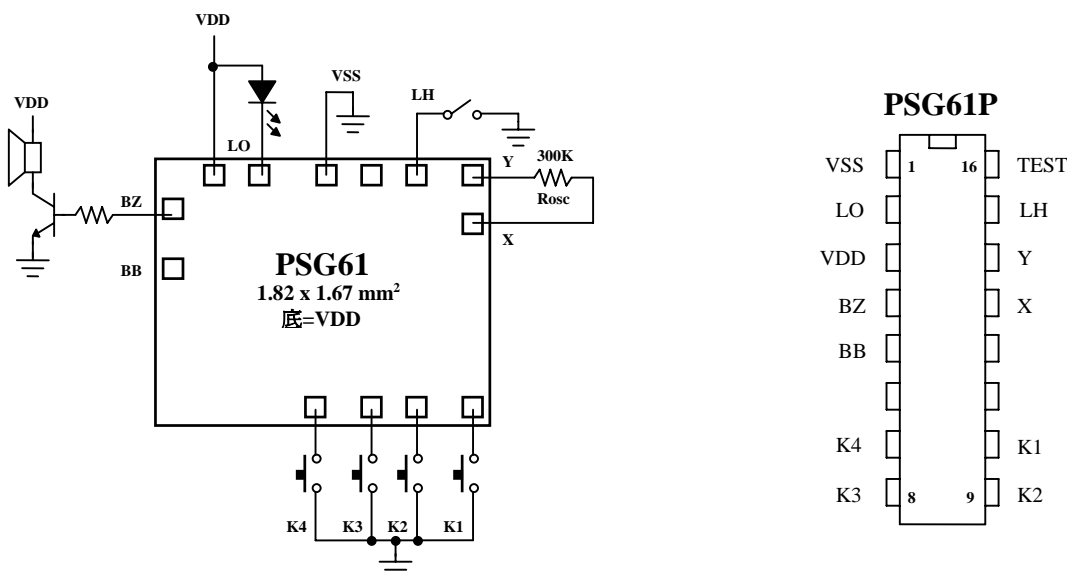 VDD
VDD
LO
VSS
LH
Y
300K
Rosc
X
BZ
BB
PSG61
1.82 x 1.67 mm²
底=VDD
K4
K3
K2
K1
PSG61P
VSS
1
16
TEST
LO
LH
VDD
Y
BZ
X
BB
K4
K1
K3
8
9
K2